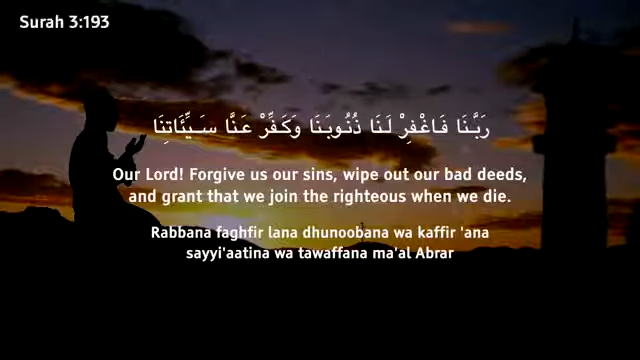 Surah 3:193
رَبَّنَا فَاغْفِرْ لَنَا ذُنُوبَنَا وَكَفِّرْ عَنَّا سَيِّئَاتِنَا
Our Lord! Forgive us our sins, wipe out our bad deeds,
and grant that we join the righteous when we die.
Rabbana faghfir lana dhunoobana wa kaffir 'ana
sayyi'aatina wa tawaffana ma'al Abrar